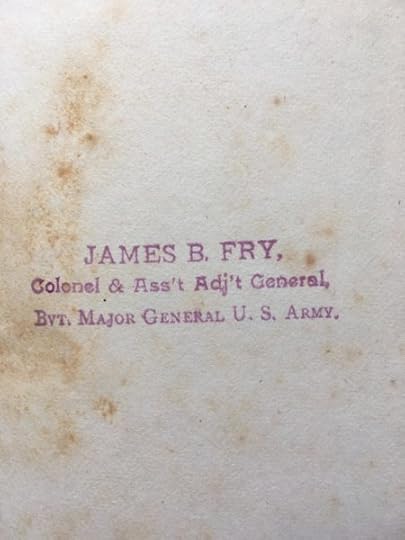 JAMES B. FRY,
Colonel & Ass't Adj't General,
BVT. MAJOR GENERAL U. S. ARMY.